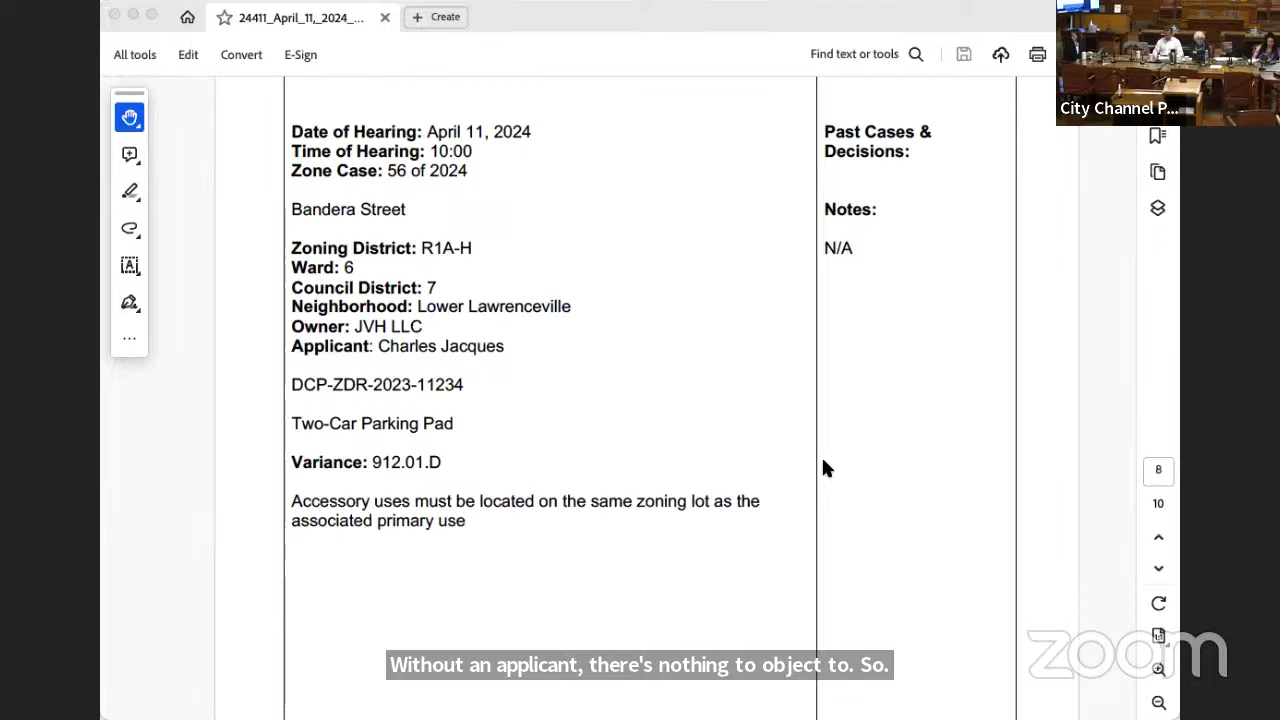 24411_April_11,_2024_...
Create
All tools
Edit
Convert
E-Sign
Find text or tools
City Channel P...
Date of Hearing: April 11, 2024
Time of Hearing: 10:00
Zone Case: 56 of 2024
Bandera Street
Zoning District: R1A-H
Ward: 6
Council District: 7
Neighborhood: Lower Lawrenceville
Owner: JVH LLC
Applicant: Charles Jacques
DCP-ZDR-2023-11234
Two-Car Parking Pad
Variance: 912.01.D
Accessory uses must be located on the same zoning lot as the
associated primary use
Past Cases &
Decisions:
Notes:
N/A
8
10
Without an applicant, there's nothing to object to. So.
zoom